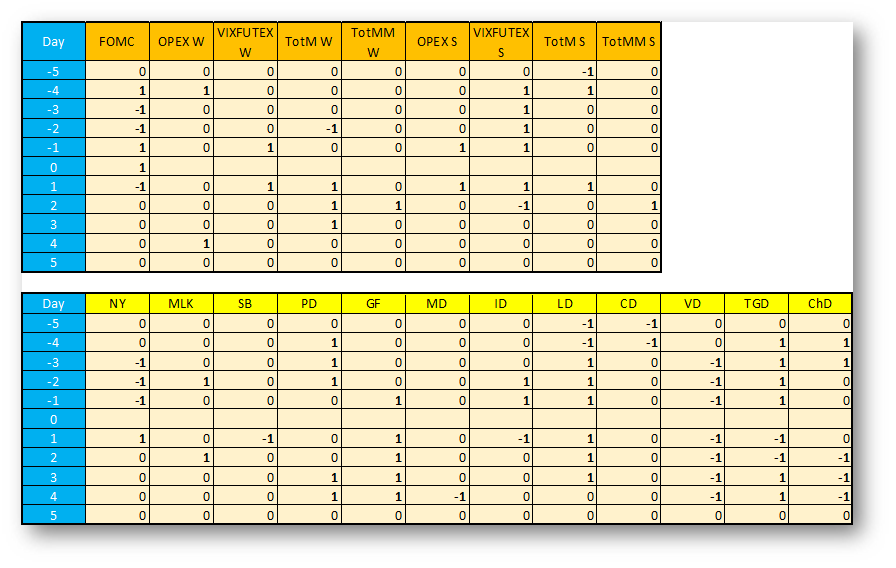 Day FOMC OPEX W VIXFUTEX W TotM W TotMM W OPEX S VIXFUTEX S TotM S TotMM S
-5 0 0 0 0 0 0 0 -1 0
-4 1 1 0 0 0 0 1 1 0
-3 -1 0 0 0 0 0 1 0 0
-2 -1 0 0 -1 0 0 1 0 0
-1 1 0 1 0 0 1 1 0 0
0 1
1 -1 0 1 1 0 1 1 1 0
2 0 0 0 1 1 0 -1 0 1
3 0 0 0 1 0 0 0 0 0
4 0 1 0 0 0 0 0 0 0
5 0 0 0 0 0 0 0 0 0
Day NY MLK SB PD GF MD ID LD CD VD TGD ChD
-5 0 0 0 0 0 0 0 -1 -1 0 0 0
-4 0 0 0 1 0 0 0 -1 -1 0 1 1
-3 -1 0 0 1 0 0 0 1 0 -1 1 1
-2 -1 1 0 1 0 0 1 1 0 -1 1 0
-1 -1 0 0 0 1 0 1 1 0 -1 1 0
0
1 1 0 -1 0 1 0 -1 1 0 -1 -1 0
2 0 1 0 0 1 0 0 1 0 -1 -1 -1
3 0 0 0 1 1 0 0 1 0 -1 1 -1
4 0 0 0 1 1 -1 0 0 0 -1 1 -1
5 0 0 0 0 0 0 0 0 0 0 0 0